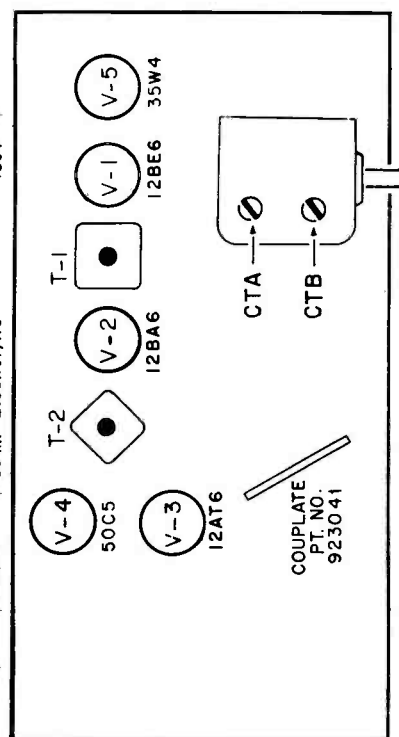 V-4
50C5
V-3
12AT6
T-2
V-2
12BA6
T-1
V-1
12BE6
V-5
35W4
COUPLATE
PT. NO.
923041
CTA
CTB